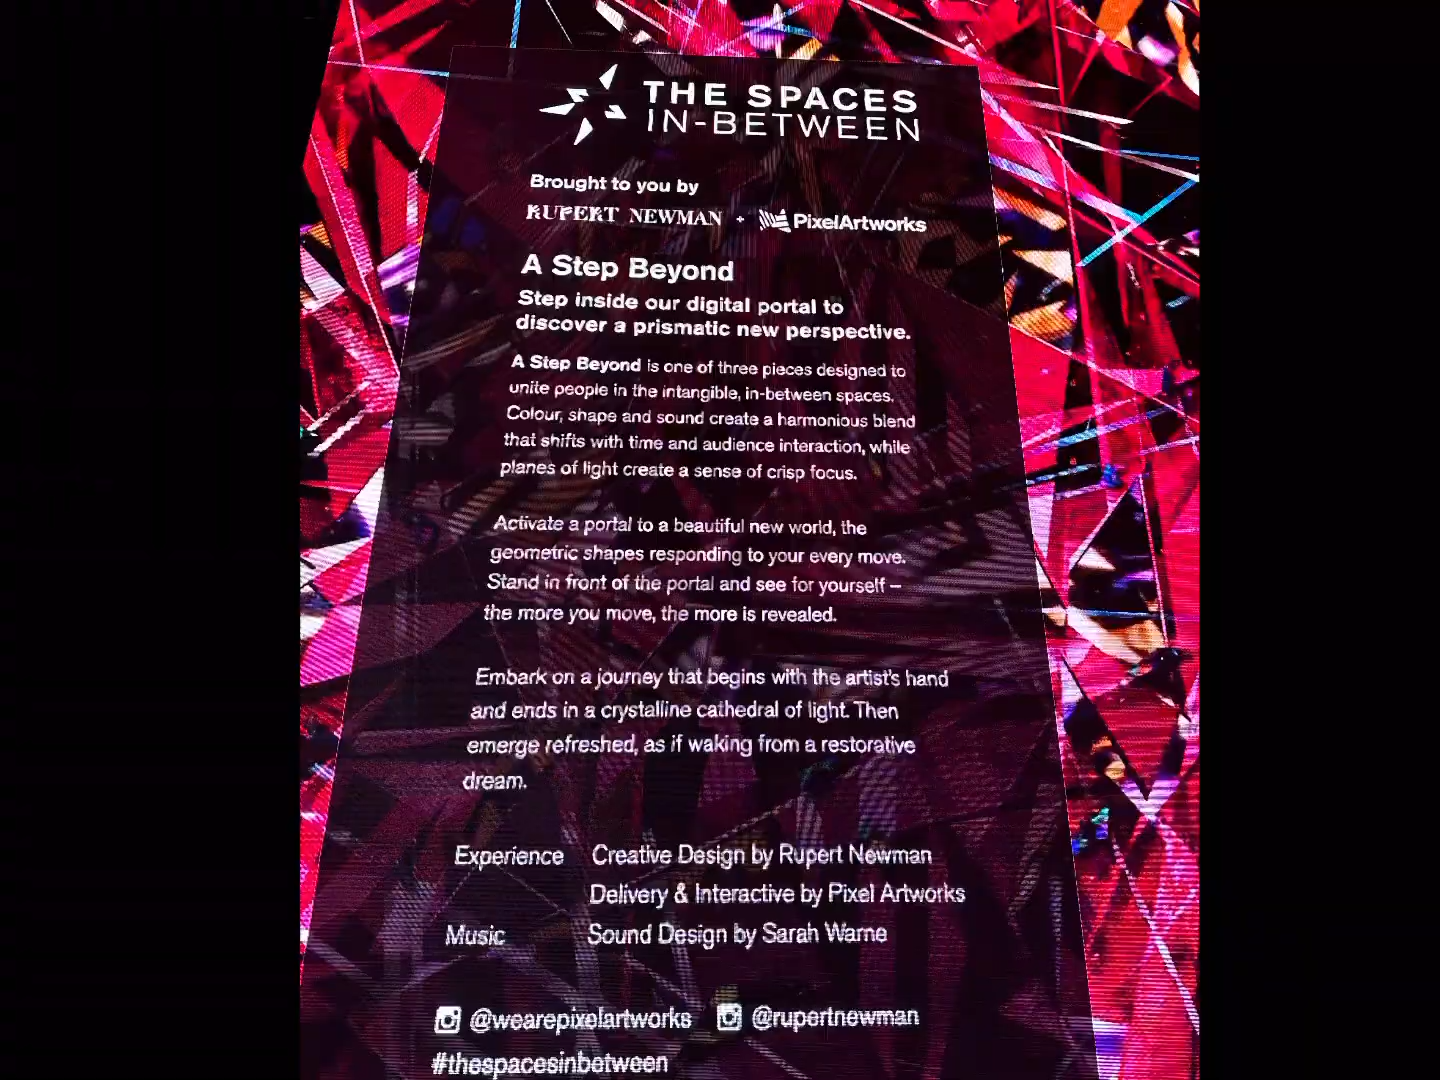 THE SPACES
IN-BETWEEN
Brought to you by
RUPERT NEWMAN + PixelArtworks
A Step Beyond
Step inside our digital portal to
discover a prismatic new perspective.
A Step Beyond is one of three pieces designed to
unite people in the intangible, in-between spaces.
Colour, shape and sound create a harmonious blend
that shifts with time and audience interaction, while
planes of light create a sense of crisp focus.
Activate a portal to a beautiful new world, the
geometric shapes responding to your every move.
Stand in front of the portal and see for yourself –
the more you move, the more is revealed.
Embark on a journey that begins with the artist's hand
and ends in a crystalline cathedral of light. Then
emerge refreshed, as if waking from a restorative
dream.
Experience Creative Design by Rupert Newman
Delivery & Interactive by Pixel Artworks
Music Sound Design by Sarah Warne
@wearepixelartworks @rupertnewman
#thespacesinbetween